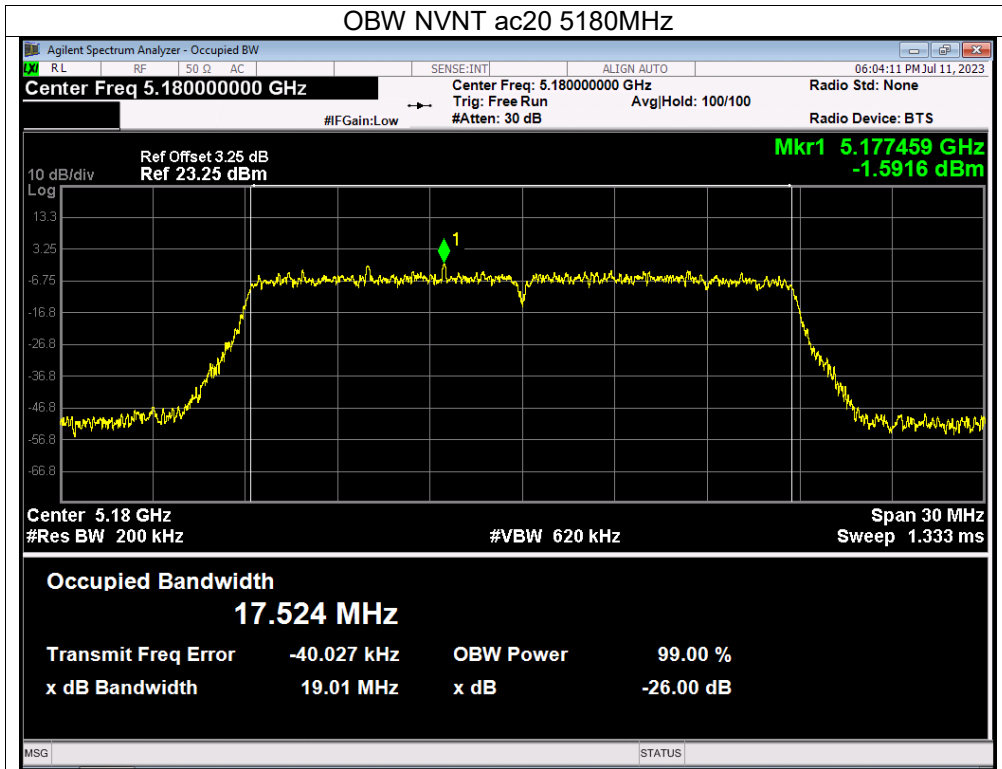 OBW NVNT ac20 5180MHz
Agilent Spectrum Analyzer - Occupied BW
LXI RL RF 50 Ω AC SENSE:INT ALIGN AUTO 06:04:11 PM Jul 11, 2023
Center Freq 5.180000000 GHz Center Freq: 5.180000000 GHz Radio Std: None
Trig: Free Run Avg|Hold: 100/100
#IFGain:Low #Atten: 30 dB Radio Device: BTS
Mkr1 5.177459 GHz
-1.5916 dBm
Ref Offset 3.25 dB
10 dB/div Ref 23.25 dBm
Log
13.3
1
3.25
-6.75
-16.8
-26.8
-36.8
-46.8
-56.8
-66.8
Center 5.18 GHz Span 30 MHz
#Res BW 200 kHz #VBW 620 kHz Sweep 1.333 ms
Occupied Bandwidth
17.524 MHz
Transmit Freq Error -40.027 kHz OBW Power 99.00 %
x dB Bandwidth 19.01 MHz x dB -26.00 dB
MSG STATUS